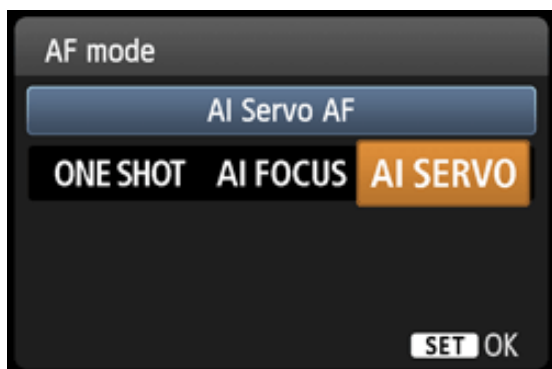 AF mode
AI Servo AF
ONE SHOT AI FOCUS AI SERVO
SET OK